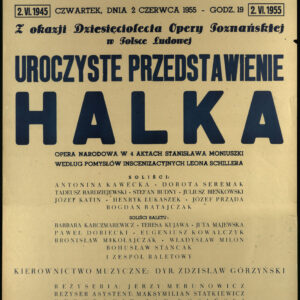 2. VI. 1945 CZWARTEK, DNIA 2 CZERWCA 1955 - GODZ. 19 2. VI. 1955
Z okazji Dziesięciolecia Opery Poznańskiej
w Polsce Ludowej
UROCZYSTE PRZEDSTAWIENIE
HALKA
OPERA NARODOWA W 4 AKTACH STANISŁAWA MONIUSZKI
WEDŁUG POMYSŁÓW INSCENIZACYJNYCH LEONA SCHILLERA
SOLIŚCI:
ANTONINA KAWECKA • DOROTA SEREMAK
TADEUSZ BARDZIEJEWSKI • STEFAN BUDNY • JULIUSZ BIEŃKOWSKI
JÓZEF KATIN • HENRYK ŁUKASZEK • JÓZEF PRZĄDA
BOGDAN RATAJCZAK
SOLIŚCI BALETU:
BARBARA KARCZMAREWICZ • TERESA KUJAWA • JUTA MAJEWSKA
PAWEŁ DOBIECKI • EUGENIUSZ KOWALCZYK
BRONISŁAW MIKOŁAJCZAK • WŁADYSŁAW MILON
BOHUSŁAW STAŃCAK
I ZESPÓŁ BALETOWY
KIEROWNICTWO MUZYCZNE: DYR. ZDZISŁAW GÓRZYŃSKI
REŻYSERIA: JERZY MERUNOWICZ
REŻYSER ASYSTENT: MAKSYMILIAN STATKIEWICZ